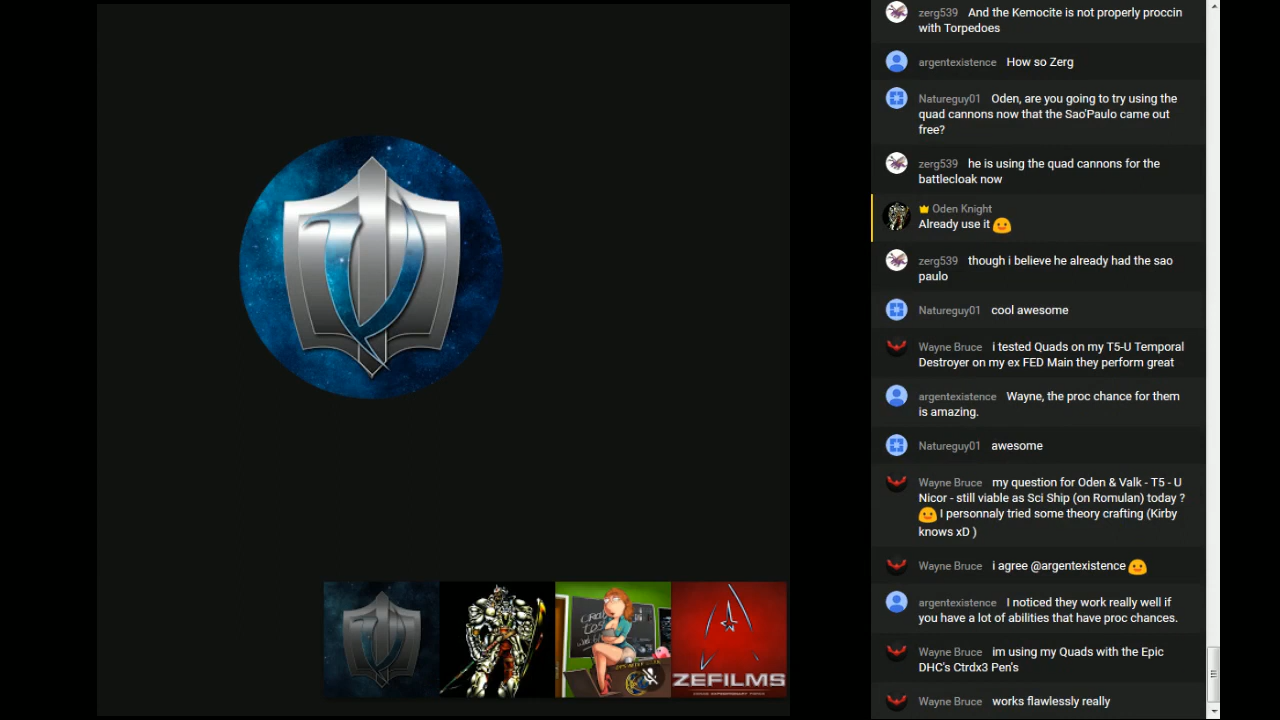 zerg539 And the Kemocite is not properly proccin
with Torpedoes
argentexistence How so Zerg
Natureguy01 Oden, are you going to try using the
quad cannons now that the Sao'Paulo came out
free?
zerg539 he is using the quad cannons for the
battlecloak now
Oden Knight
Already use it
zerg539 though i believe he already had the sao
paulo
Natureguy01 cool awesome
Wayne Bruce i tested Quads on my T5-U Temporal
Destroyer on my ex FED Main they perform great
argentexistence Wayne, the proc chance for them
is amazing.
Natureguy01 awesome
Wayne Bruce my question for Oden & Valk - T5 - U
Nicor - still viable as Sci Ship (on Romulan) today ?
I personnaly tried some theory crafting (Kirby
knows xD )
Wayne Bruce i agree @argentexistence
argentexistence I noticed they work really well if
you have a lot of abilities that have proc chances.
Wayne Bruce im using my Quads with the Epic
DHC's Ctrdx3 Pen's
Wayne Bruce works flawlessly really
ZEFILMS